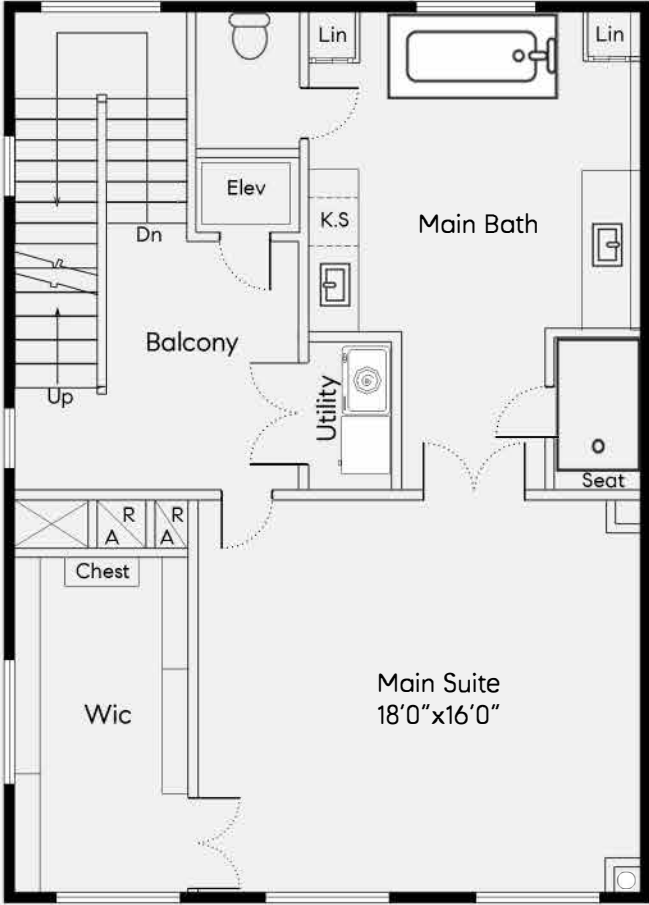 Lin
Lin
Elev
K.S
Main Bath
Dn
Balcony
Up
Utility
Seat
R
A
R
A
Chest
Main Suite
18'0"x16'0"
Wic